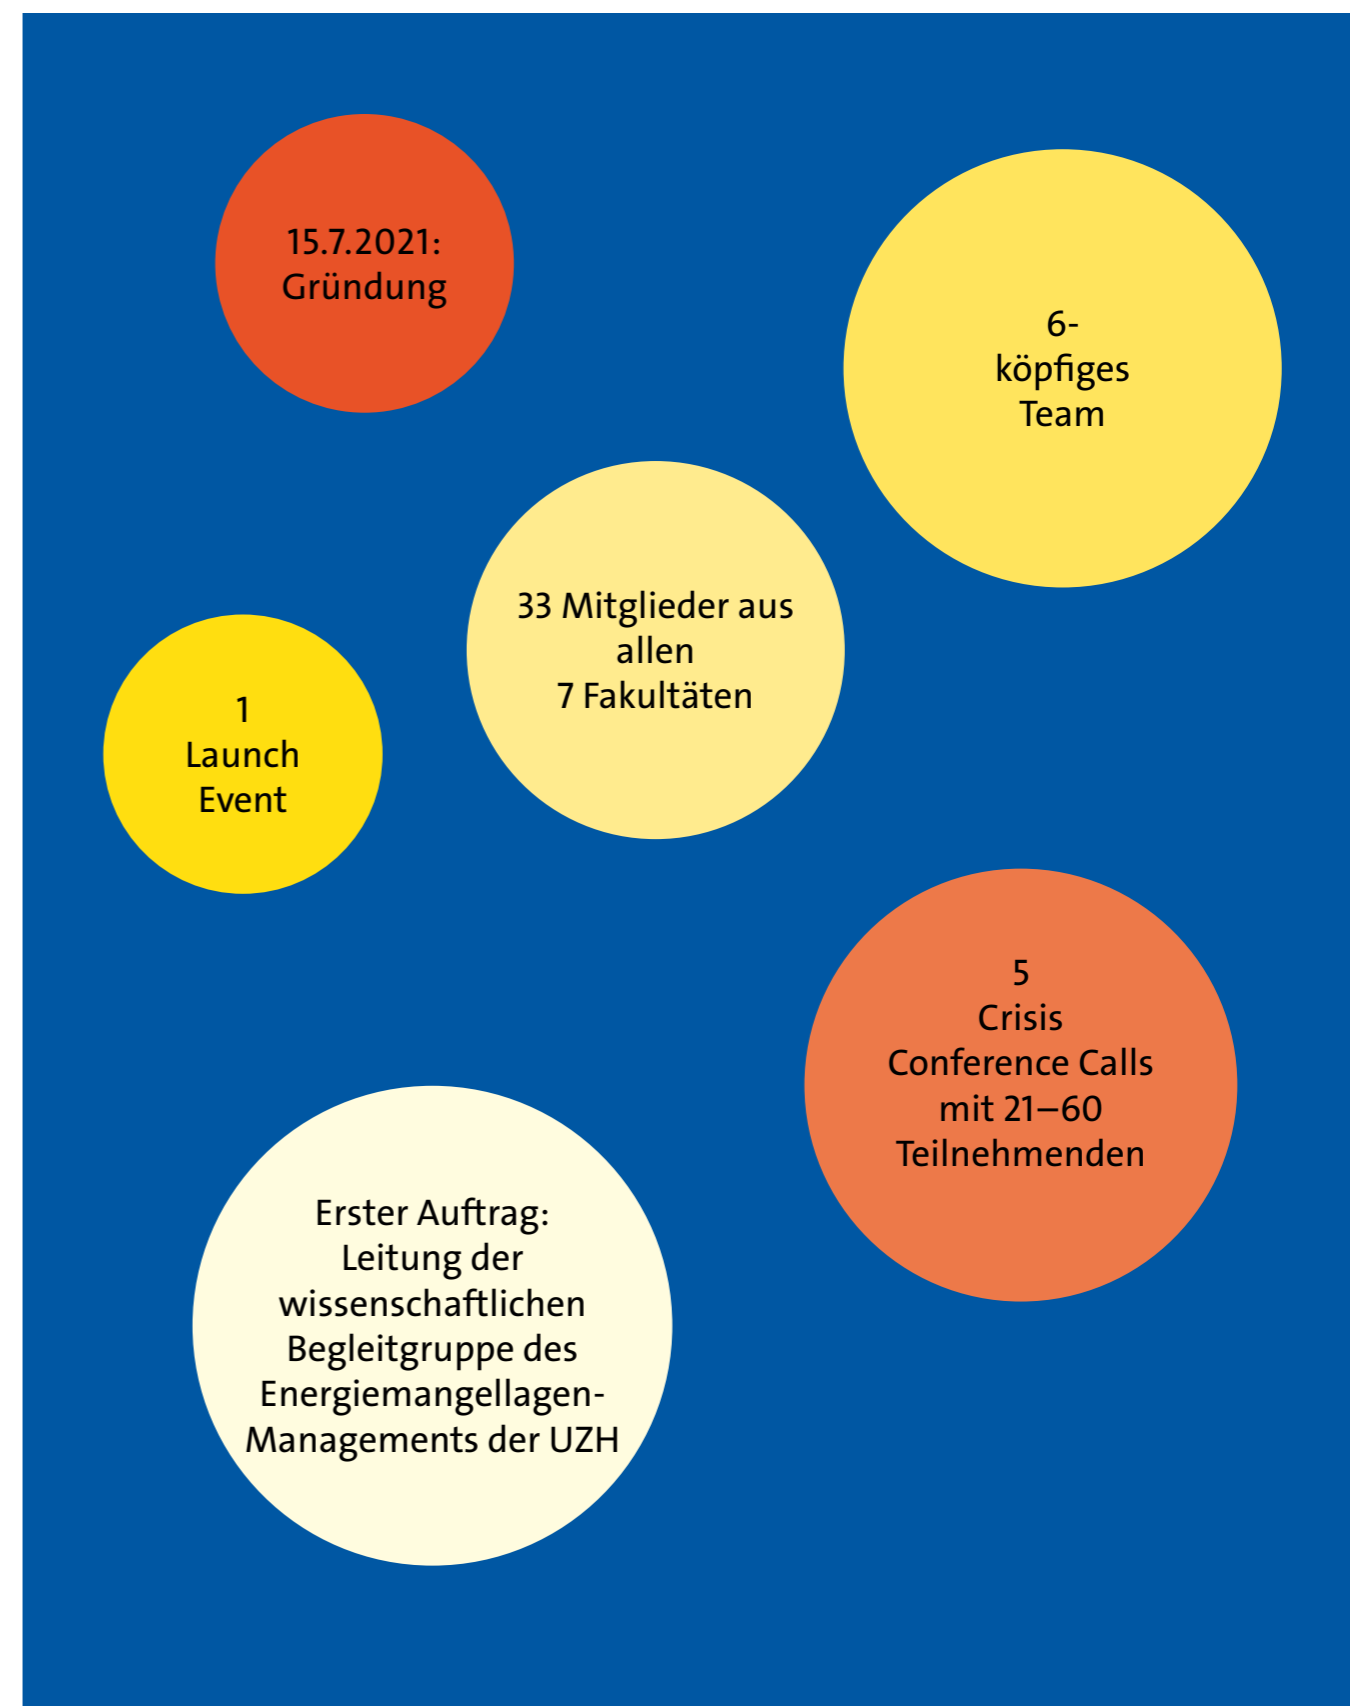 15.7.2021:
Gründung
6-
köpfiges
Team
33 Mitglieder aus
allen
7 Fakultäten
1
Launch
Event
5
Crisis
Conference Calls
mit 21–60
Teilnehmenden
Erster Auftrag:
Leitung der
wissenschaftlichen
Begleitgruppe des
Energiemangellagen-
Managements der UZH